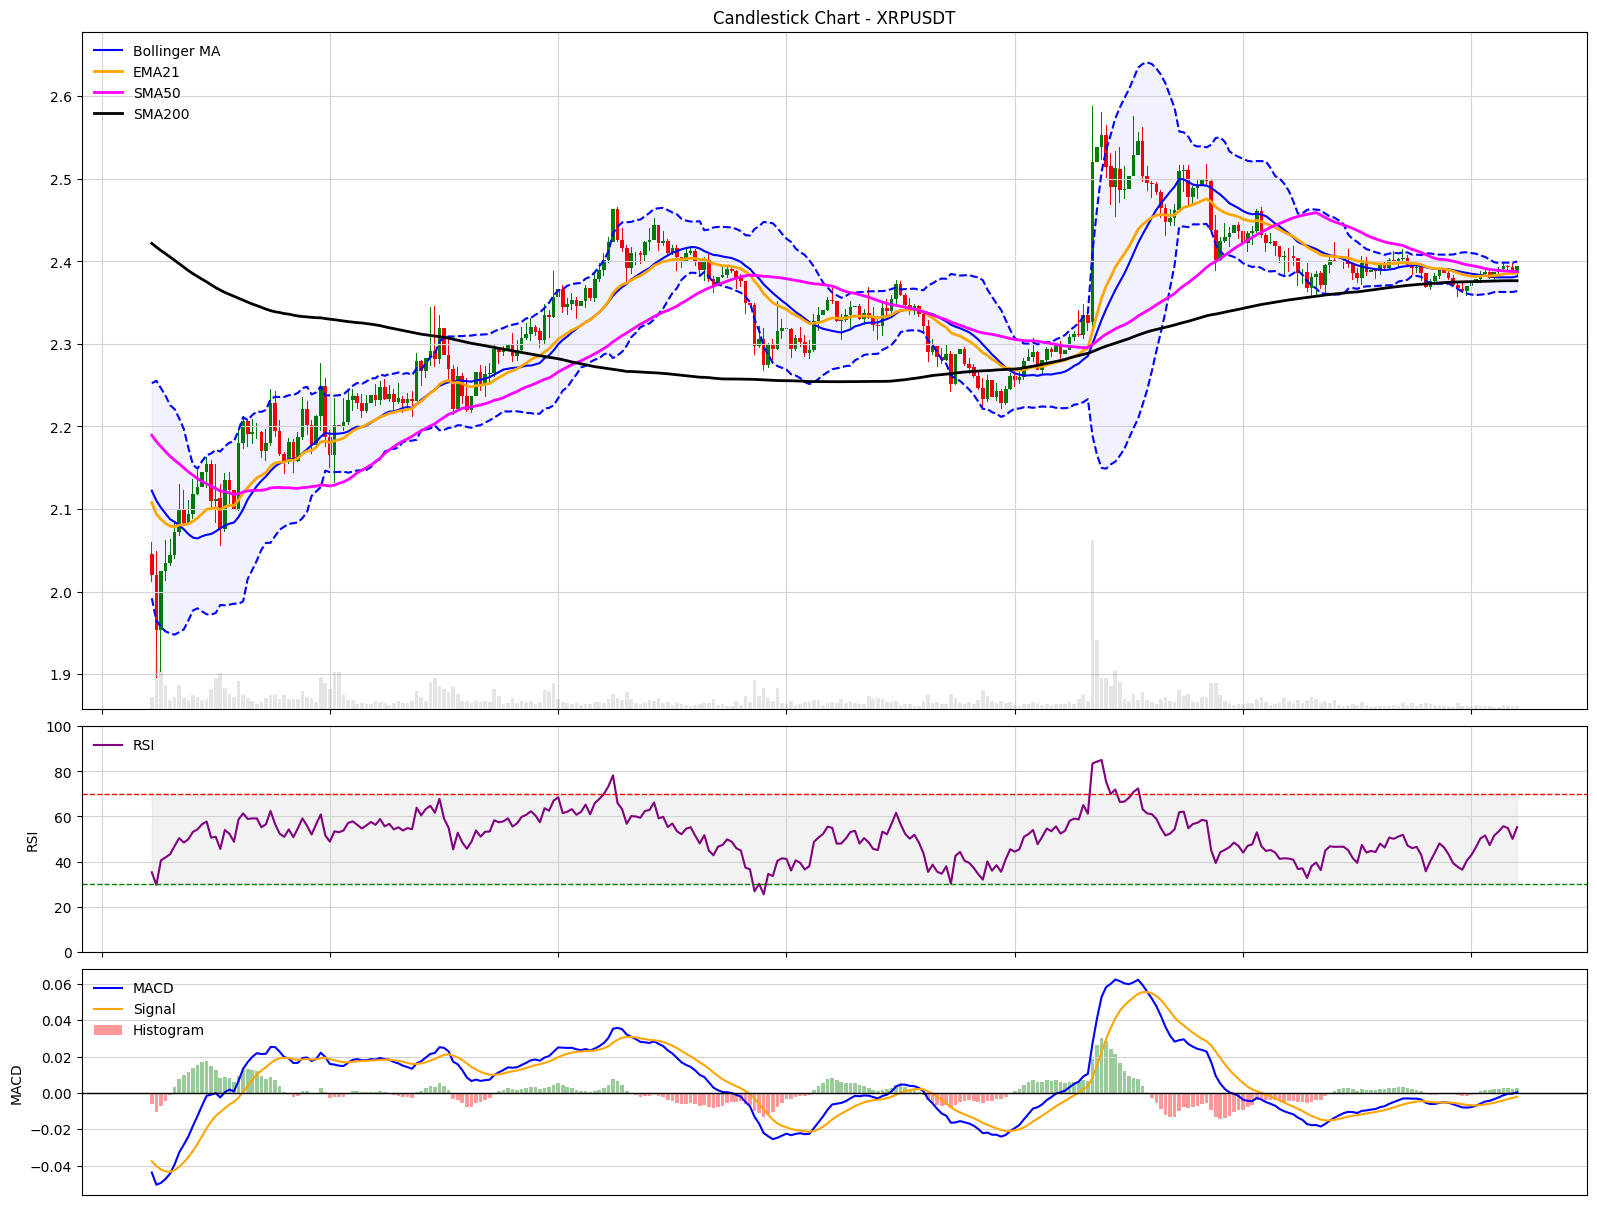 Candlestick Chart - XRPUSDT
Bollinger MA
EMA21
SMA50
SMA200
2.6
2.5
2.4
2.3
2.2
2.1
2.0
1.9
RSI
100
80
60
40
20
0
RSI
MACD
Signal
Histogram
0.06
0.04
0.02
0.00
−0.02
−0.04
MACD